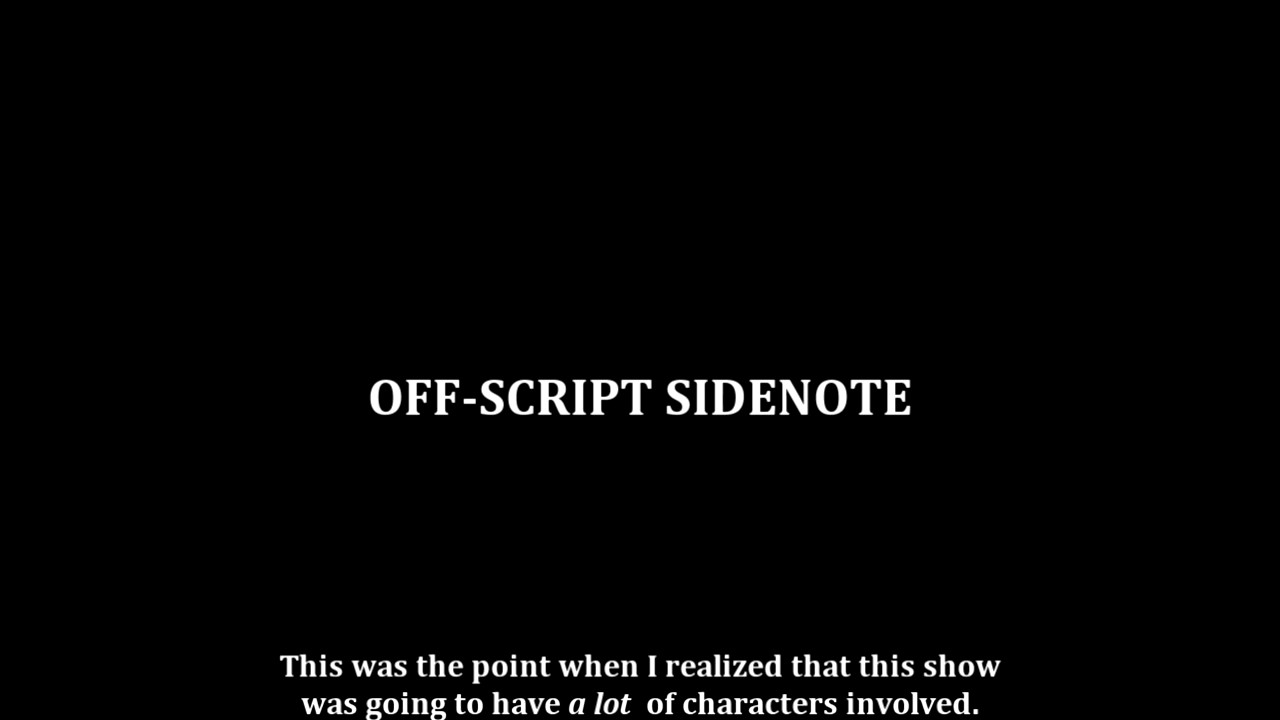 OFF-SCRIPT SIDENOTE
This was the point when I realized that this show
was going to have a lot of characters involved.